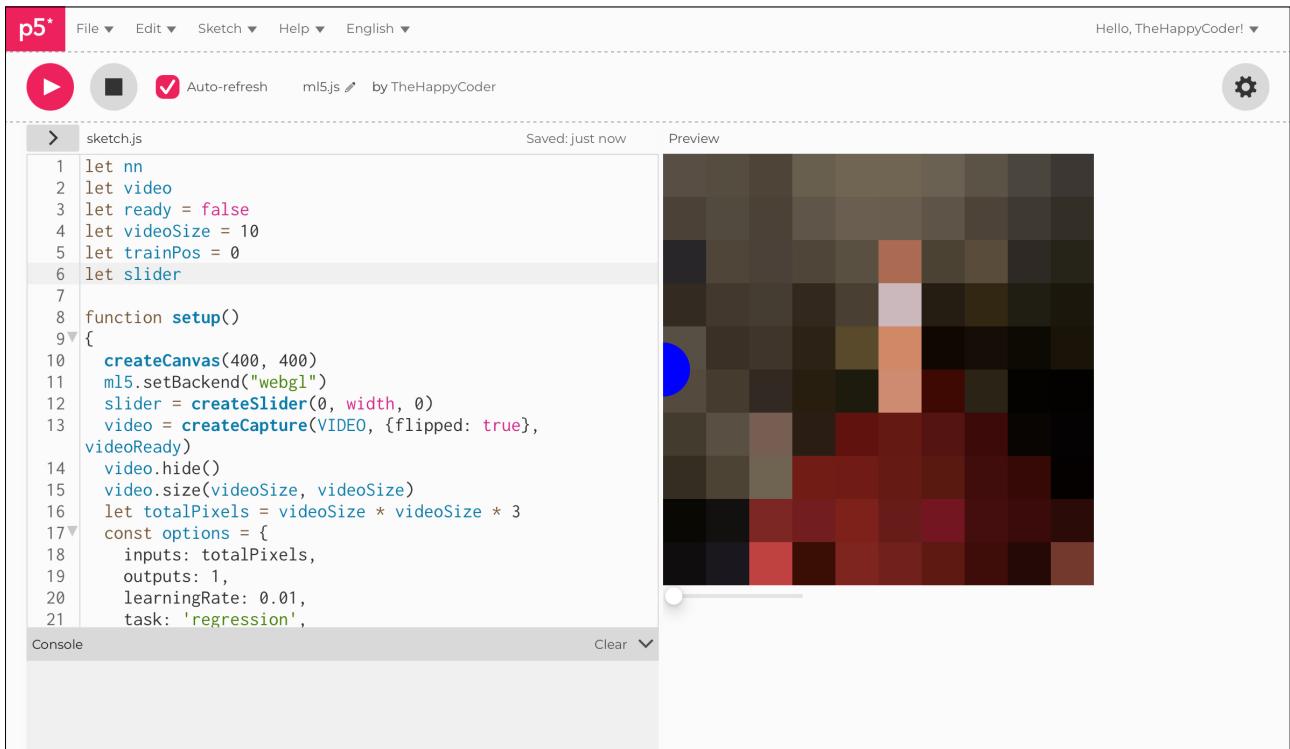 p5* File Edit Sketch Help English Hello, TheHappyCoder!
Auto-refresh ml5.js by TheHappyCoder
sketch.js Saved: just now Preview
1 let nn
2 let video
3 let ready = false
4 let videoSize = 10
5 let trainPos = 0
6 let slider
7
8 function setup()
9 {
10 createCanvas(400, 400)
11 ml5.setBackend("webgl")
12 slider = createSlider(0, width, 0)
13 video = createCapture(VIDEO, {flipped: true},
videoReady)
14 video.hide()
15 video.size(videoSize, videoSize)
16 let totalPixels = videoSize * videoSize * 3
17 const options = {
18 inputs: totalPixels,
19 outputs: 1,
20 learningRate: 0.01,
21 task: 'regression',
Console Clear